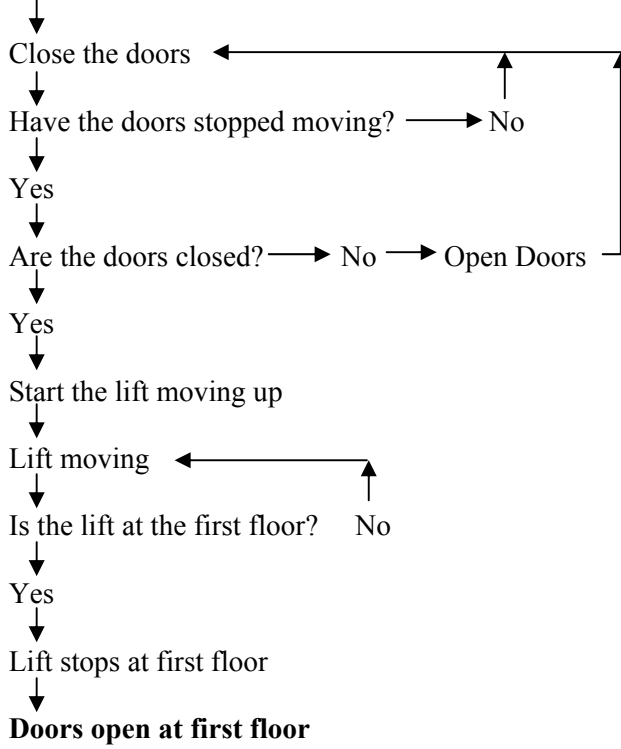 Close the doors
Have the doors stopped moving? No
Yes
Are the doors closed? No Open Doors
Yes
Start the lift moving up
Lift moving
Is the lift at the first floor? No
Yes
Lift stops at first floor
Doors open at first floor